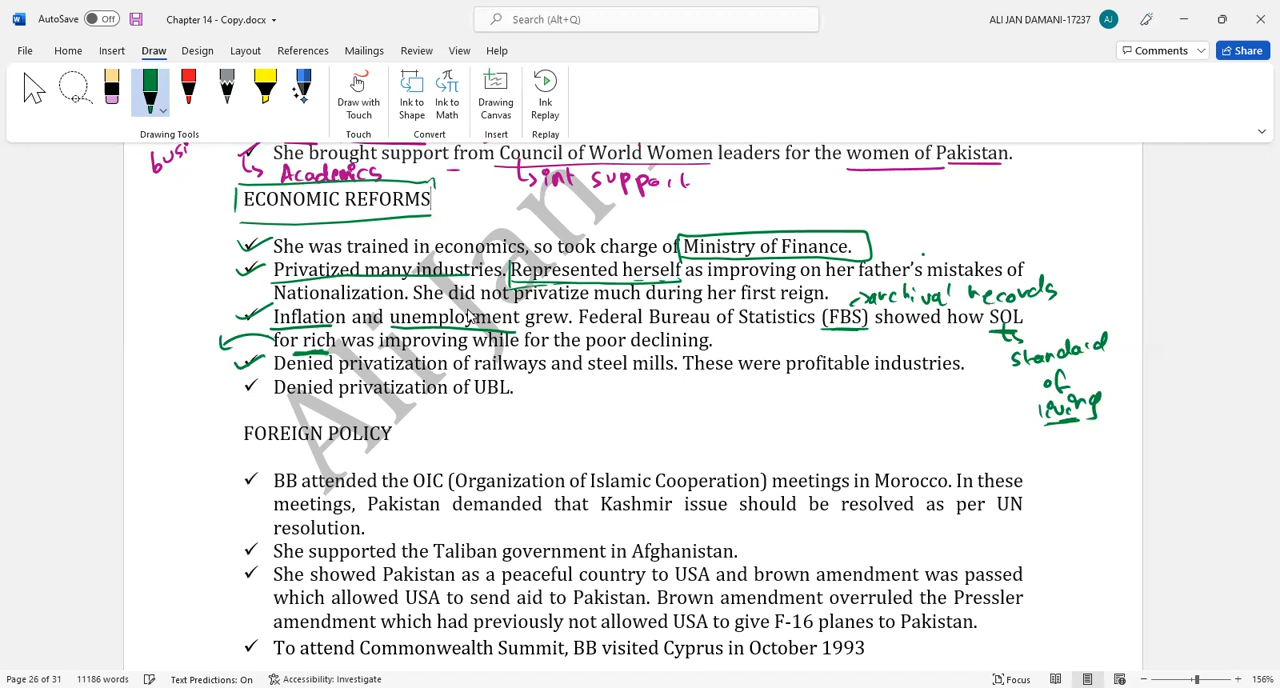 AutoSave Off Chapter 14 - Copy.docx Search (Alt+Q) ALI JAN DAMANI-17237 AJ
File Home Insert Draw Design Layout References Mailings Review View Help Comments Share
Draw with Touch Ink to Shape Ink to Math Drawing Canvas Ink Replay
Drawing Tools Touch Convert Insert Replay
busi
She brought support from Council of World Women leaders for the women of Pakistan.
Academics int support
ECONOMIC REFORMS
She was trained in economics, so took charge of Ministry of Finance.
Privatized many industries. Represented herself as improving on her father's mistakes of
Nationalization. She did not privatize much during her first reign.
archival records
Inflation and unemployment grew. Federal Bureau of Statistics (FBS) showed how SOL
for rich was improving while for the poor declining.
standard
of
living
Denied privatization of railways and steel mills. These were profitable industries.
Denied privatization of UBL.
FOREIGN POLICY
BB attended the OIC (Organization of Islamic Cooperation) meetings in Morocco. In these
meetings, Pakistan demanded that Kashmir issue should be resolved as per UN
resolution.
She supported the Taliban government in Afghanistan.
She showed Pakistan as a peaceful country to USA and brown amendment was passed
which allowed USA to send aid to Pakistan. Brown amendment overruled the Pressler
amendment which had previously not allowed USA to give F-16 planes to Pakistan.
To attend Commonwealth Summit, BB visited Cyprus in October 1993
Ali Jan
Page 26 of 31 11186 words Text Predictions: On Accessibility: Investigate Focus 156%